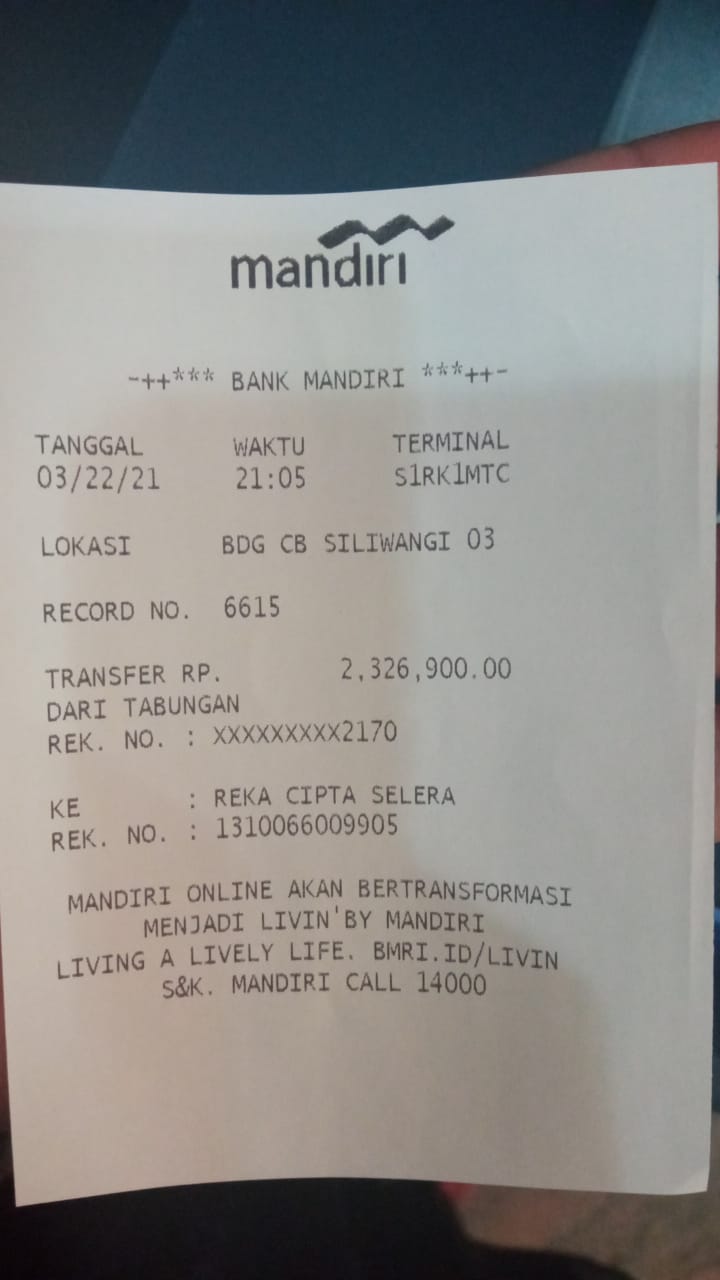 mandiri
-++*** BANK MANDIRI ***++-
TANGGAL WAKTU TERMINAL
03/22/21 21:05 S1RK1MTC
LOKASI BDG CB SILIWANGI 03
RECORD NO. 6615
TRANSFER RP. 2,326,900.00
DARI TABUNGAN
REK. NO. : XXXXXXXXX2170
KE : REKA CIPTA SELERA
REK. NO. : 1310066009905
MANDIRI ONLINE AKAN BERTRANSFORMASI
MENJADI LIVIN'BY MANDIRI
LIVING A LIVELY LIFE. BMRI.ID/LIVIN
S&K. MANDIRI CALL 14000